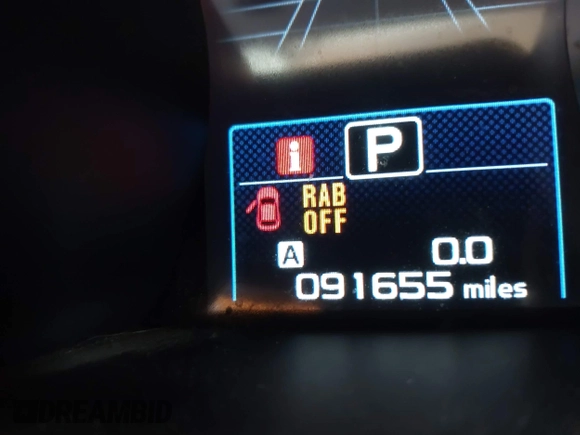 i P
RAB
OFF
A 0.0
091655 miles
DREAMBID